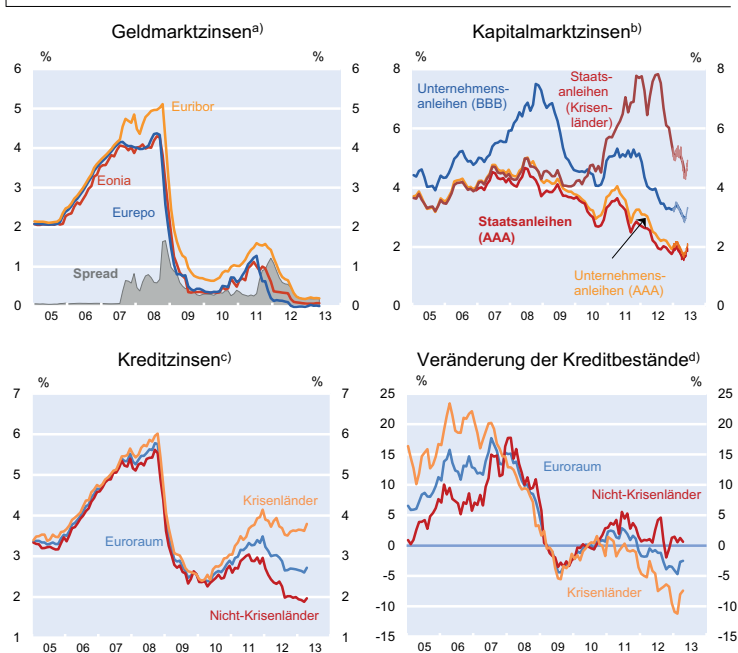 Geldmarktzinsen a)
% %
6 6
5 5
4 4
3 3
2 2
1 1
0 0
Euribor
Eonia
Eurepo
Spread
05 06 07 08 09 10 11 12 13
Kapitalmarktzinsen b)
% %
8 8
6 6
4 4
2 2
0 0
Unternehmens-
anleihen (BBB)
Staats-
anleihen
(Krisen-
länder)
Staatsanleihen
(AAA)
Unternehmens-
anleihen (AAA)
05 06 07 08 09 10 11 12 13
Kreditzinsen c)
% %
7 7
6 6
5 5
4 4
3 3
2 2
1 1
Krisenländer
Euroraum
Nicht-Krisenländer
05 06 07 08 09 10 11 12 13
Veränderung der Kreditbestände d)
% %
25 25
20 20
15 15
10 10
5 5
0 0
-5 -5
-10 -10
-15 -15
Euroraum
Nicht-Krisenländer
Krisenländer
05 06 07 08 09 10 11 12 13